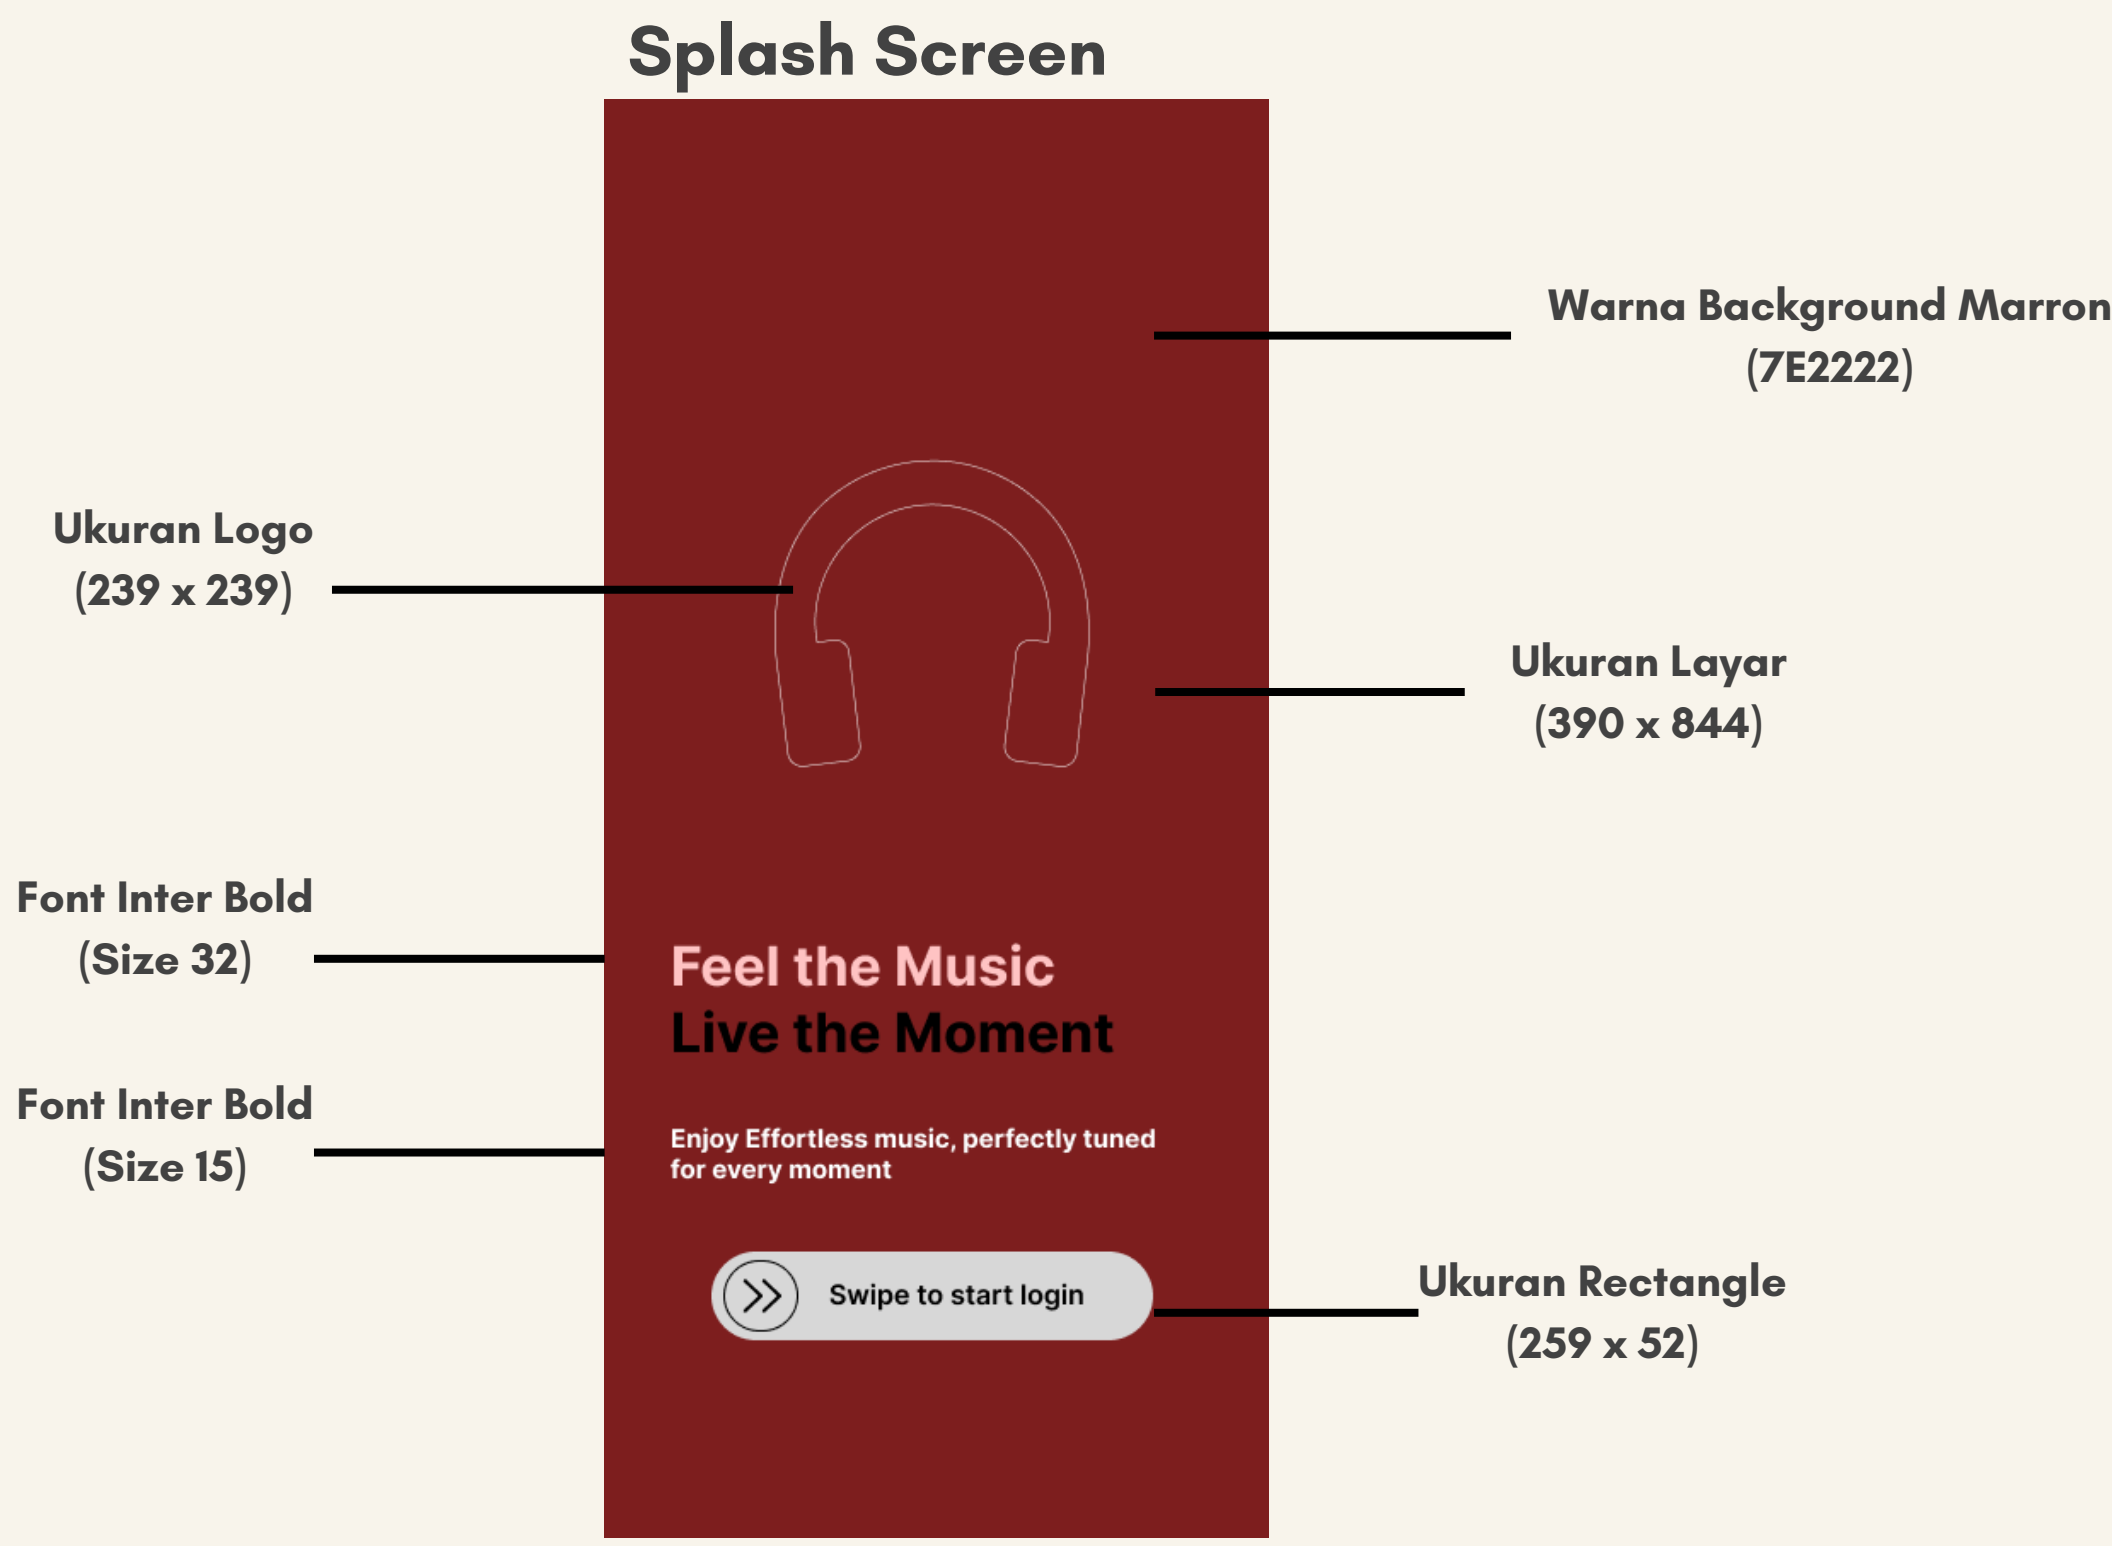 Splash Screen
Warna Background Marron
(7E2222)
Ukuran Logo
(239 x 239)
Ukuran Layar
(390 x 844)
Font Inter Bold
(Size 32)
Feel the Music
Live the Moment
Font Inter Bold
(Size 15)
Enjoy Effortless music, perfectly tuned
for every moment
Swipe to start login
Ukuran Rectangle
(259 x 52)